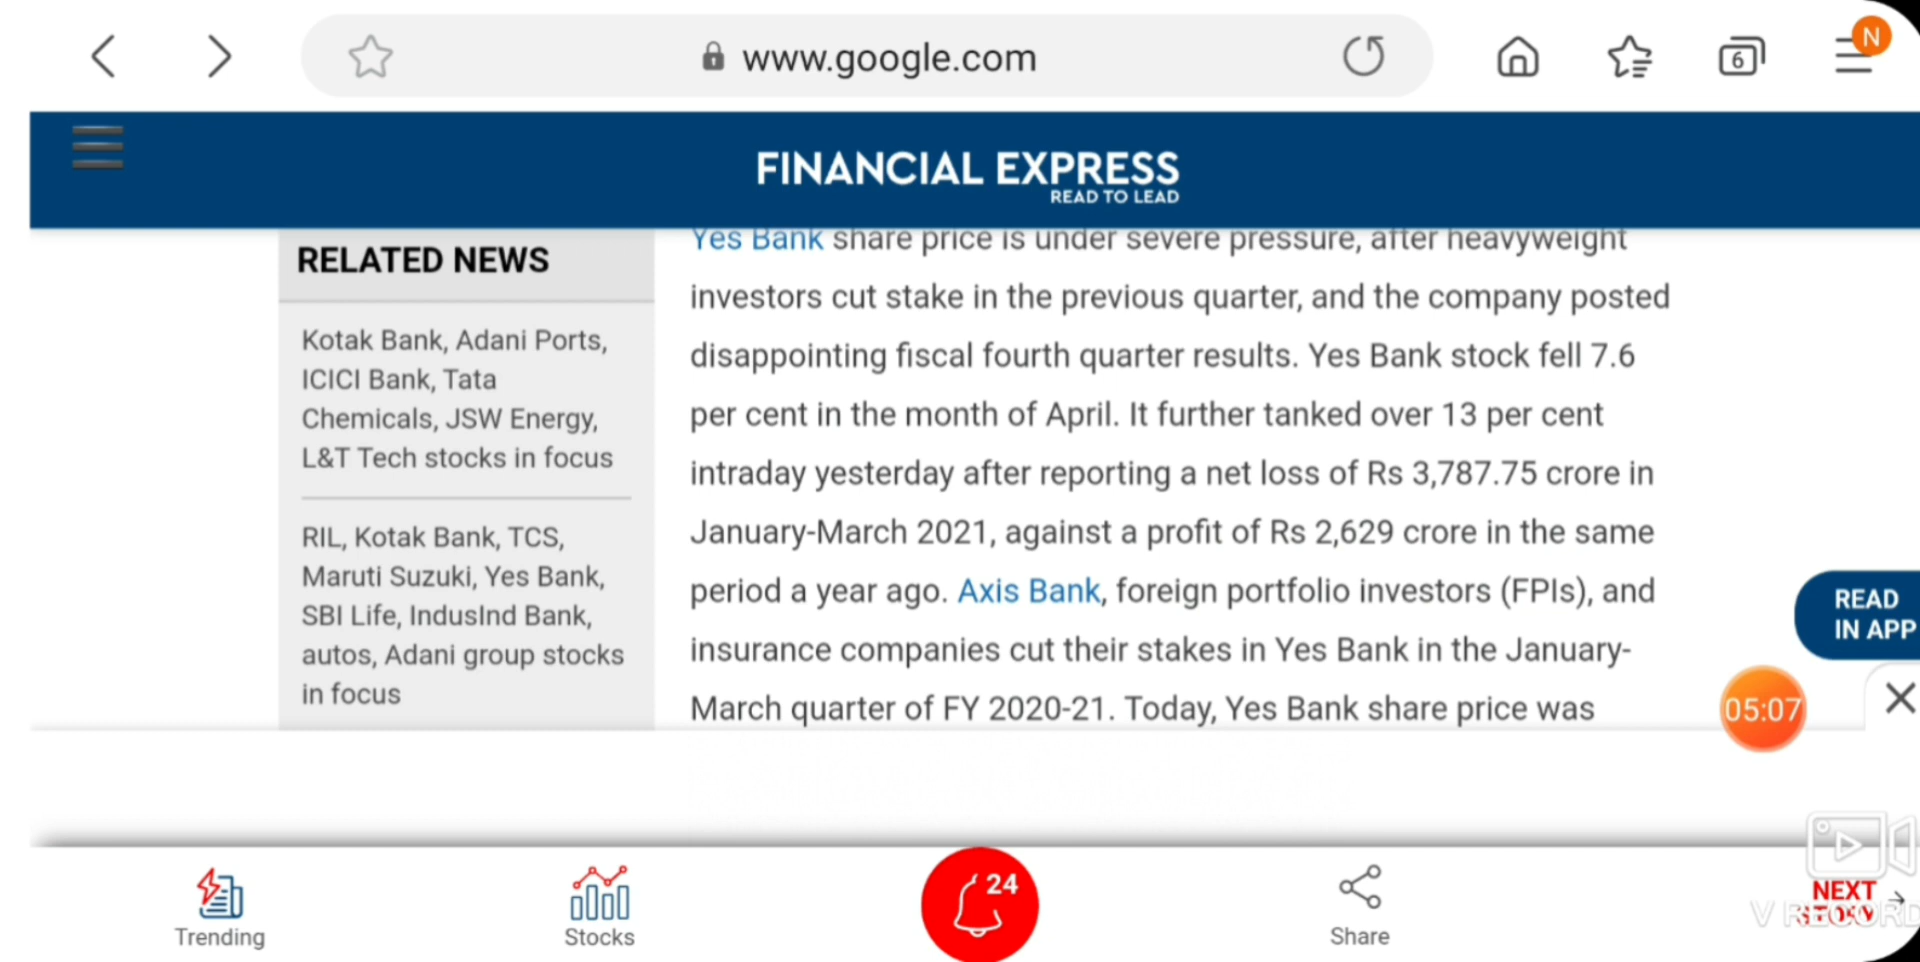 www.google.com
6
N
FINANCIAL EXPRESS
READ TO LEAD
RELATED NEWS
Kotak Bank, Adani Ports,
ICICI Bank, Tata
Chemicals, JSW Energy,
L&T Tech stocks in focus
RIL, Kotak Bank, TCS,
Maruti Suzuki, Yes Bank,
SBI Life, IndusInd Bank,
autos, Adani group stocks
in focus
Yes Bank share price is under severe pressure, after heavyweight
investors cut stake in the previous quarter, and the company posted
disappointing fiscal fourth quarter results. Yes Bank stock fell 7.6
per cent in the month of April. It further tanked over 13 per cent
intraday yesterday after reporting a net loss of Rs 3,787.75 crore in
January-March 2021, against a profit of Rs 2,629 crore in the same
period a year ago. Axis Bank, foreign portfolio investors (FPIs), and
insurance companies cut their stakes in Yes Bank in the January-
March quarter of FY 2020-21. Today, Yes Bank share price was
READ
IN APP
05:07
Trending
Stocks
24
Share
NEXT
STORY
V RECORD